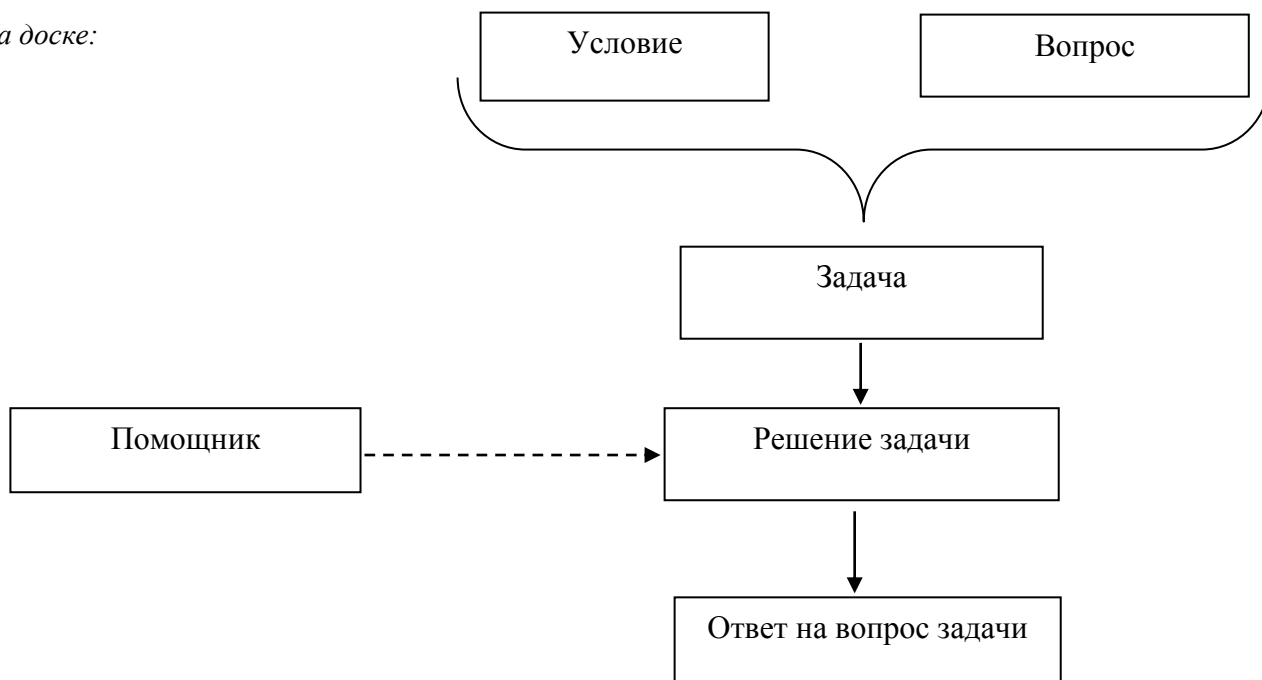 а доске:
Условие
Вопрос
Задача
Помощник
Решение задачи
Ответ на вопрос задачи